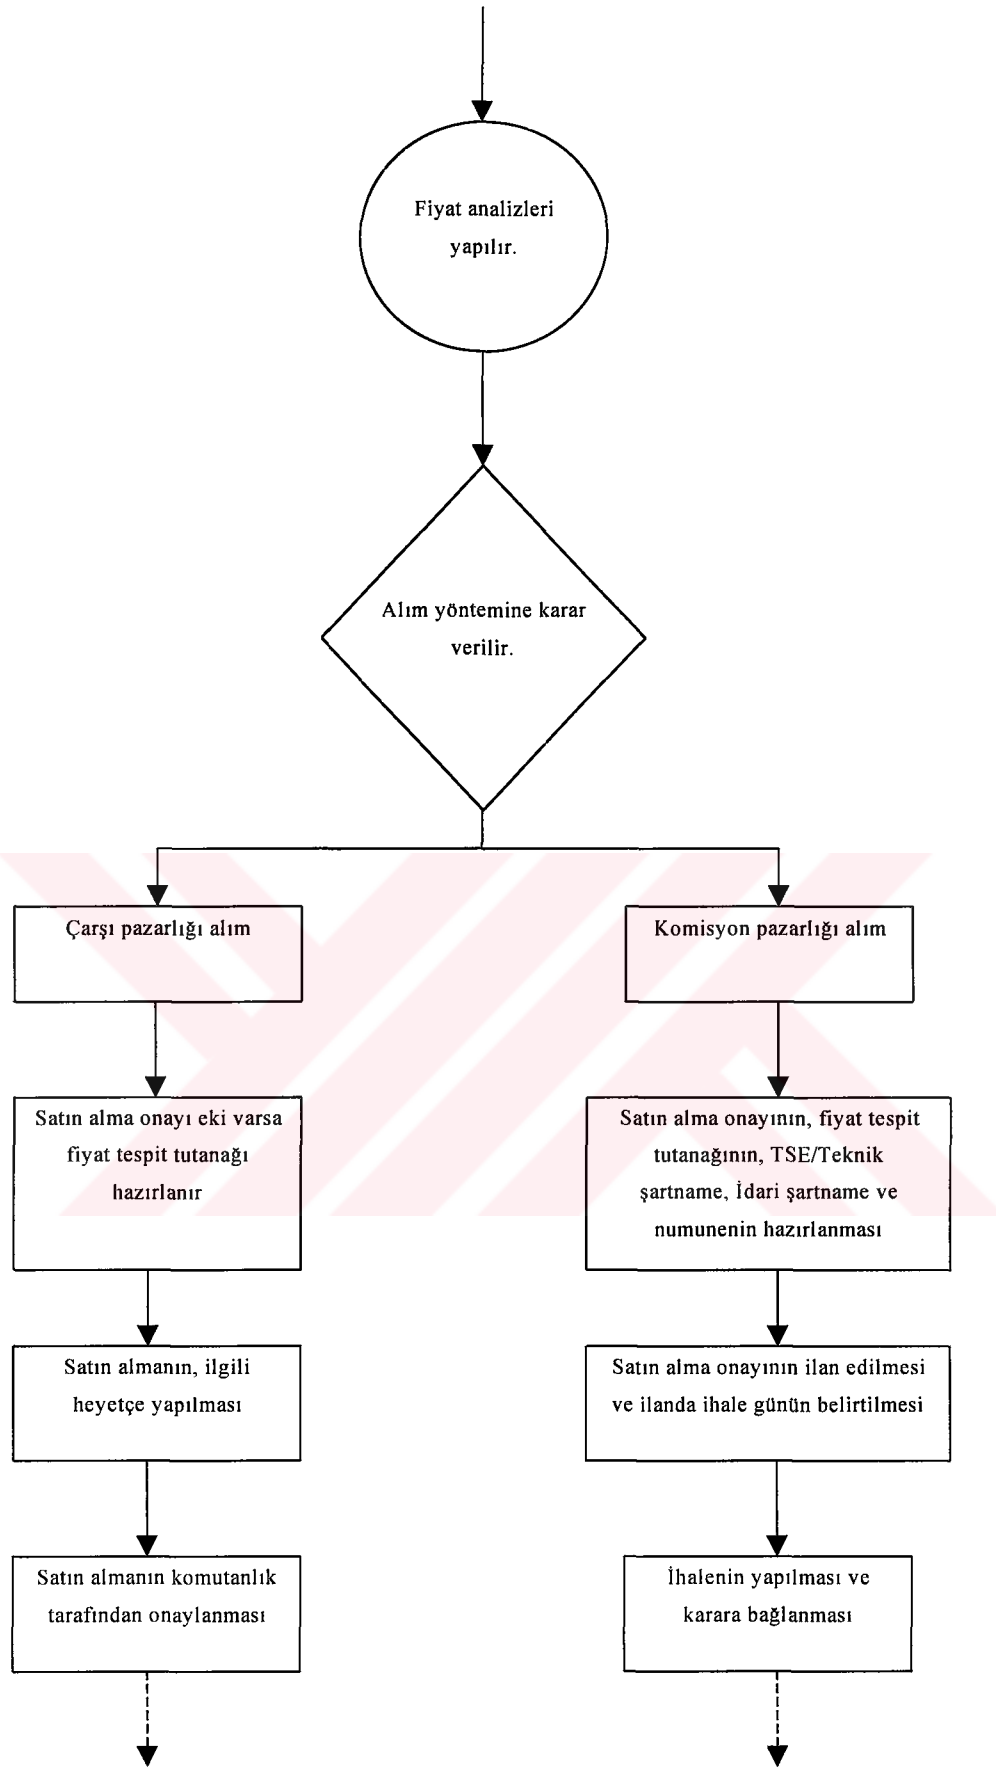 Fiyat analizleri
yapılır.
Alım yöntemine karar
verilir.
Çarşı pazarlığı alım
Komisyon pazarlığı alım
Satın alma onayı eki varsa
fiyat tespit tutanağı
hazırlanır
Satın alma onayının, fiyat tespit
tutanağının, TSE/Teknik
şartname, İdari şartname ve
numunenin hazırlanması
Satın almanın, ilgili
heyetçe yapılması
Satın alma onayının ilan edilmesi
ve ilanda ihale günün belirtilmesi
Satın almanın komutanlık
tarafından onaylanması
İhalenin yapılması ve
karara bağlanması